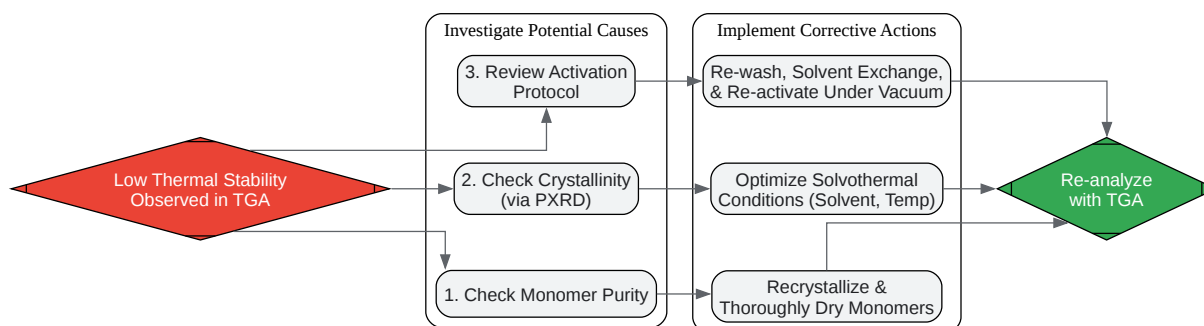 Investigate Potential Causes
Implement Corrective Actions
3. Review Activation
Protocol
Re-wash, Solvent Exchange,
& Re-activate Under Vacuum
Low Thermal Stability
Observed in TGA
2. Check Crystallinity
(via PXRD)
Optimize Solvothermal
Conditions (Solvent, Temp)
Re-analyze
with TGA
1. Check Monomer Purity
Recrystallize &
Thoroughly Dry Monomers